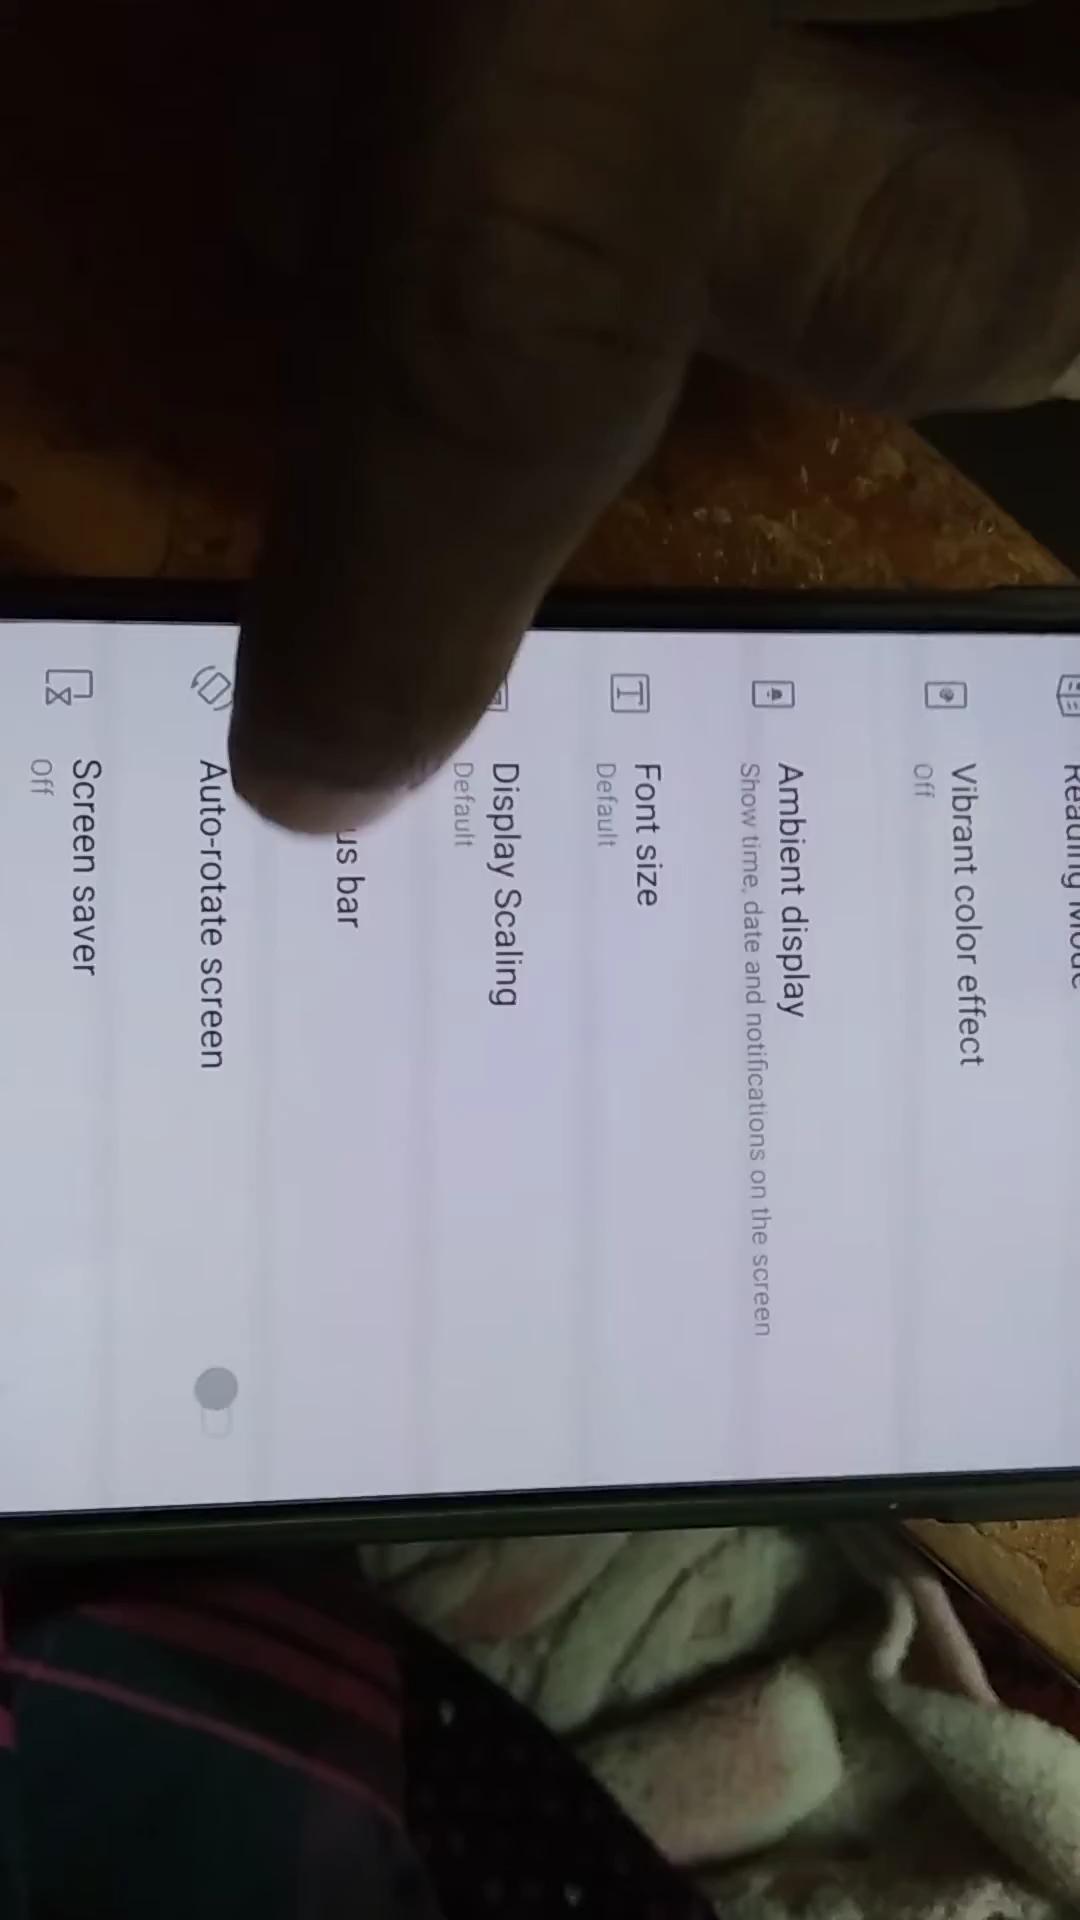 Vibrant color effect
Off
Ambient display
Show time, date and notifications on the screen
Font size
Default
Display Scaling
Default
bar
Auto-rotate screen
Screen saver
Off